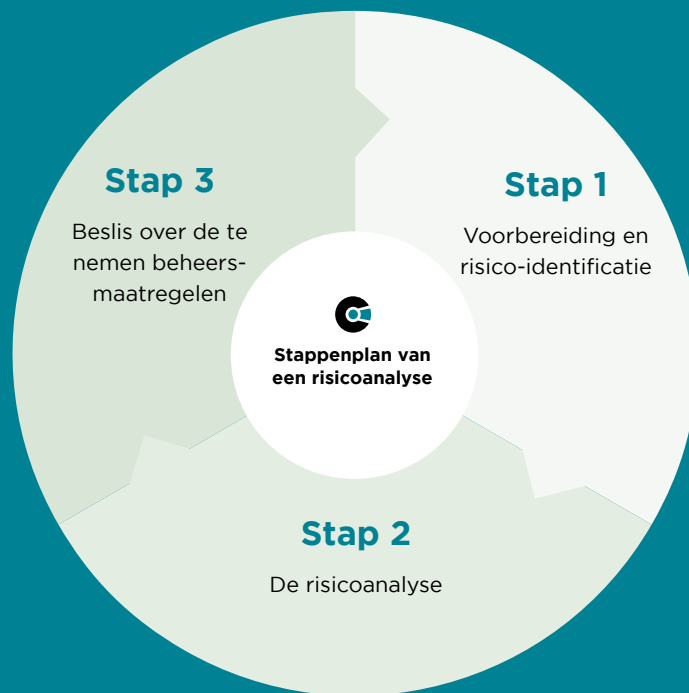 Stap 1
Voorbereiding en
risico-identificatie
Stap 2
De risicoanalyse
Stap 3
Beslis over de te
nemen beheers-
maatregelen
Stappenplan van
een risicoanalyse